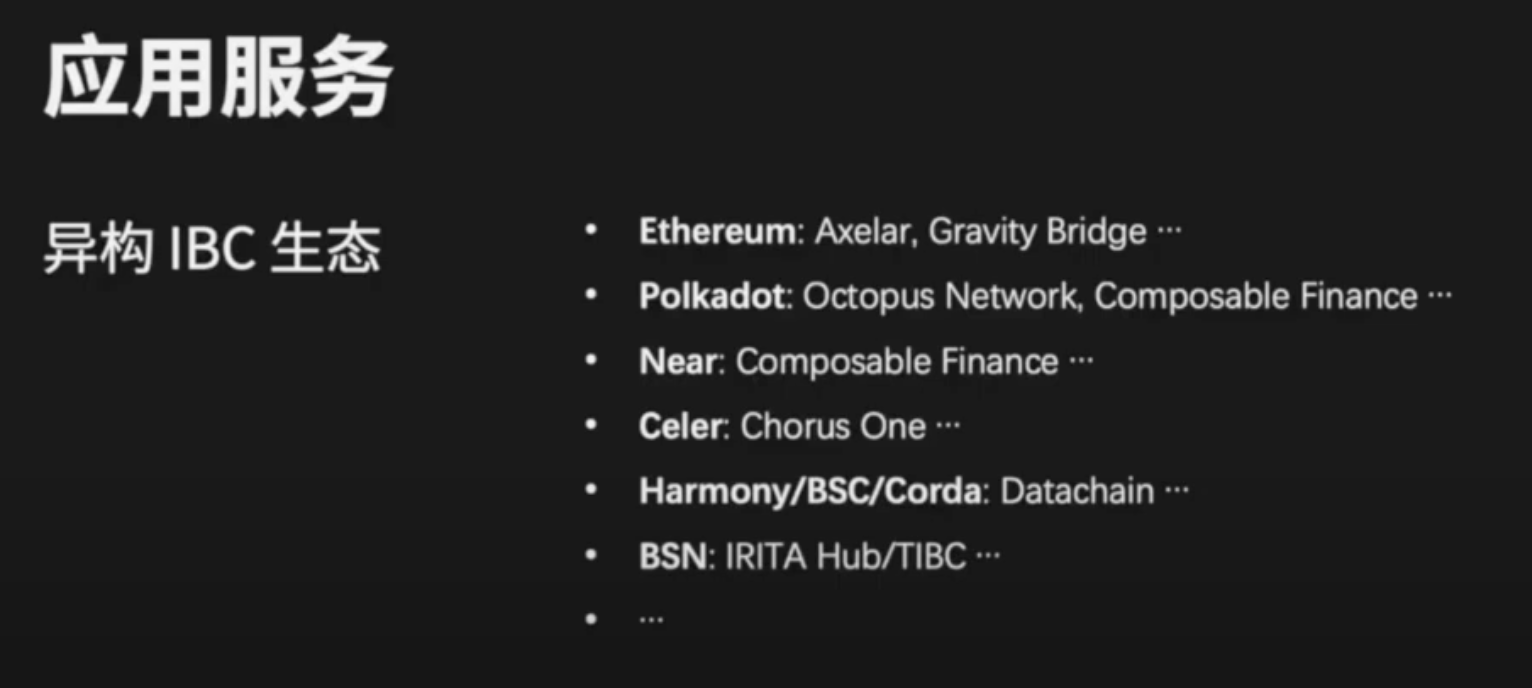 应用服务
异构 IBC 生态
• Ethereum: Axelar, Gravity Bridge ···
• Polkadot: Octopus Network, Composable Finance ···
• Near: Composable Finance ···
• Celer: Chorus One ···
• Harmony/BSC/Corda: Datachain ···
• BSN: IRITA Hub/TIBC ···
• ···